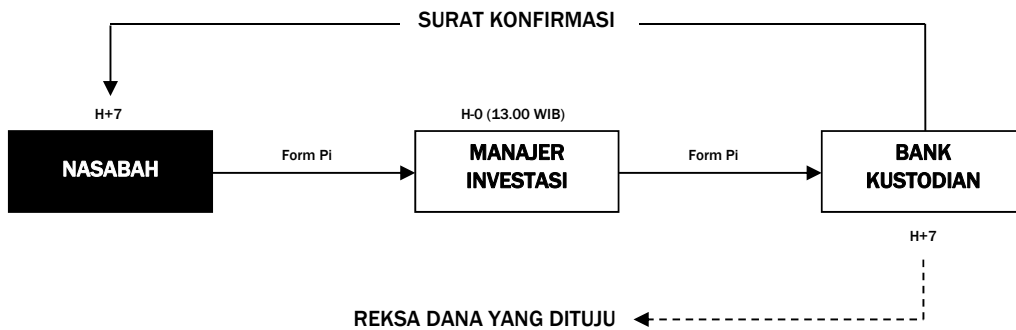 SURAT KONFIRMASI
H+7
H-0 (13.00 WIB)
NASABAH
Form Pi
MANAJER
INVESTASI
Form Pi
BANK
KUSTODIAN
H+7
REKSA DANA YANG DITUJU